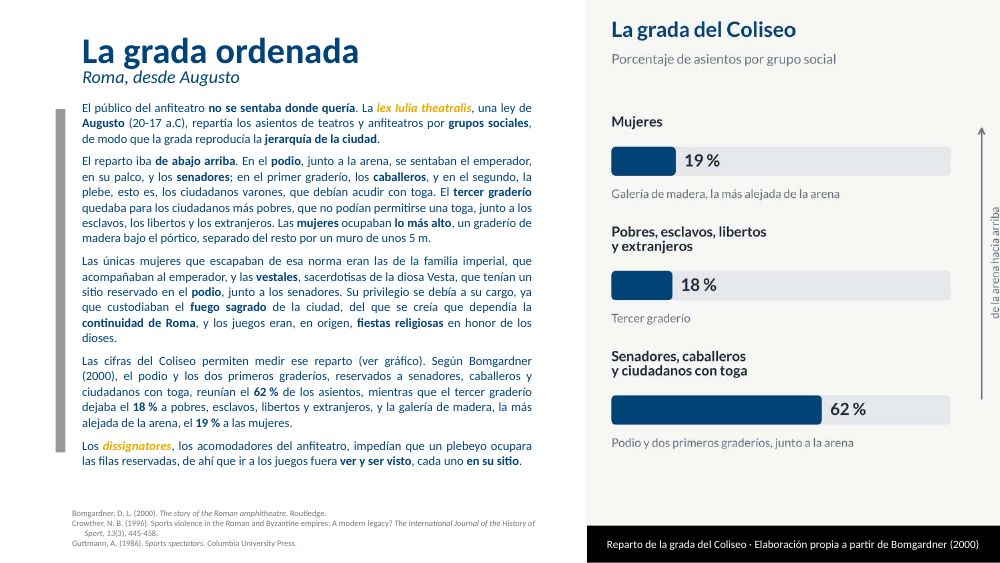 La grada ordenada
Roma, desde Augusto
El público del anfiteatro no se sentaba donde quería. La lex Iulia theatralis, una ley de
Augusto (20-17 a.C), repartía los asientos de teatros y anfiteatros por grupos sociales,
de modo que la grada reproducía la jerarquía de la ciudad.
El reparto iba de abajo arriba. En el podio, junto a la arena, se sentaban el emperador,
en su palco, y los senadores; en el primer graderío, los caballeros, y en el segundo, la
plebe, esto es, los ciudadanos varones, que debían acudir con toga. El tercer graderío
quedaba para los ciudadanos más pobres, que no podían permitirse una toga, junto a los
esclavos, los libertos y los extranjeros. Las mujeres ocupaban lo más alto, un graderío de
madera bajo el pórtico, separado del resto por un muro de unos 5 m.
Las únicas mujeres que escapaban de esa norma eran las de la familia imperial, que
acompañaban al emperador, y las vestales, sacerdotisas de la diosa Vesta, que tenían un
sitio reservado en el podio, junto a los senadores. Su privilegio se debía a su cargo, ya
que custodiaban el fuego sagrado de la ciudad, del que se creía que dependía la
continuidad de Roma, y los juegos eran, en origen, fiestas religiosas en honor de los
dioses.
Las cifras del Coliseo permiten medir ese reparto (ver gráfico). Según Bomgardner
(2000), el podio y los dos primeros graderíos, reservados a senadores, caballeros y
ciudadanos con toga, reunían el 62 % de los asientos, mientras que el tercer graderío
dejaba el 18 % a pobres, esclavos, libertos y extranjeros, y la galería de madera, la más
alejada de la arena, el 19 % a las mujeres.
Los dissignatores, los acomodadores del anfiteatro, impedían que un plebeyo ocupara
las filas reservadas, de ahí que ir a los juegos fuera ver y ser visto, cada uno en su sitio.
Bomgardner, D. L. (2000). The story of the Roman amphitheatre. Routledge.
Crowther, N. B. (1996). Sports violence in the Roman and Byzantine empires: A modern legacy? The International Journal of the History of
Sport, 13(3), 445-458.
Guttmann, A. (1986). Sports spectators. Columbia University Press.
La grada del Coliseo
Porcentaje de asientos por grupo social
Mujeres
19 %
Galería de madera, la más alejada de la arena
Pobres, esclavos, libertos
y extranjeros
18 %
Tercer graderío
Senadores, caballeros
y ciudadanos con toga
62 %
Podio y dos primeros graderíos, junto a la arena
de la arena hacia arriba
Reparto de la grada del Coliseo · Elaboración propia a partir de Bomgardner (2000)